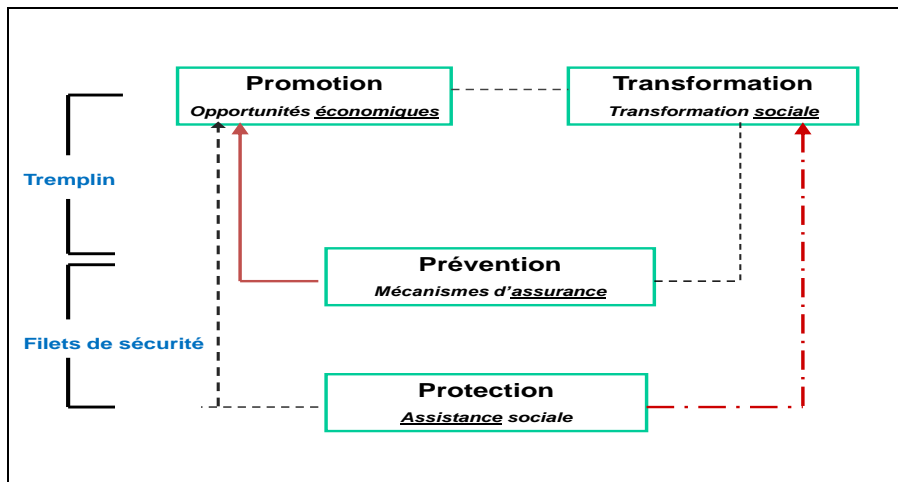 Promotion
Opportunités économiques
Transformation
Transformation sociale
Tremplin
Prévention
Mécanismes d'assurance
Filets de sécurité
Protection
Assistance sociale